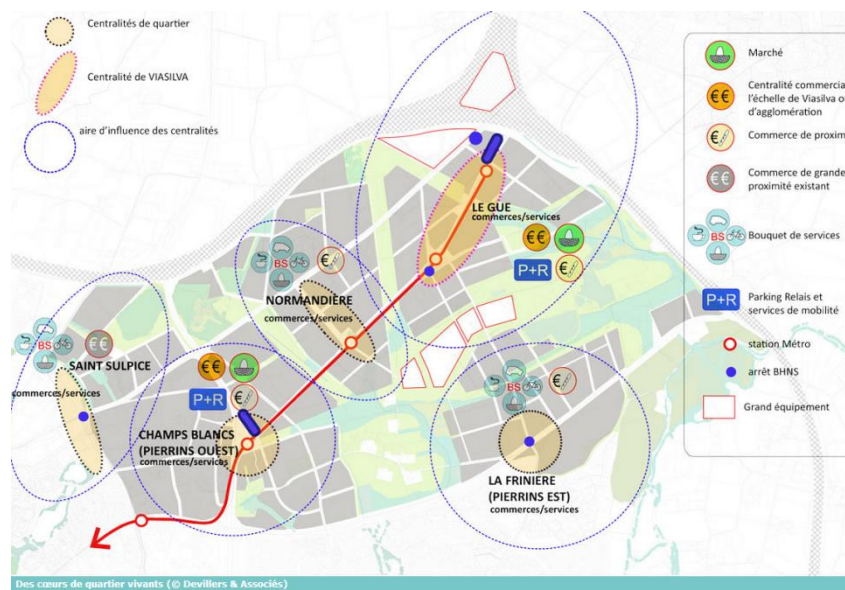 Centralités de quartier
Centralité de VIASILVA
aire d'influence des centralités
Marché
€€
Centralité commercia
l'échelle de Viasilva o
d'agglomération
€
Commerce de proxim
€€
Commerce de grande
proximité existant
BS
Bouquet de services
P+R
Parking Relais et
services de mobilité
station Métro
arrêt BHNS
Grand équipement
LE GUE
commerces/services
€€
P+R
€
BS
€
NORMANDIÈRE
commerces/services
BS
€€
SAINT SULPICE
commerces/services
€€
P+R
€
CHAMPS BLANCS
(PIERRINS OUEST)
commerces/services
BS
€
LA FRINIERE
(PIERRINS EST)
commerces/services
Des cœurs de quartier vivants (© Devillers & Associés)